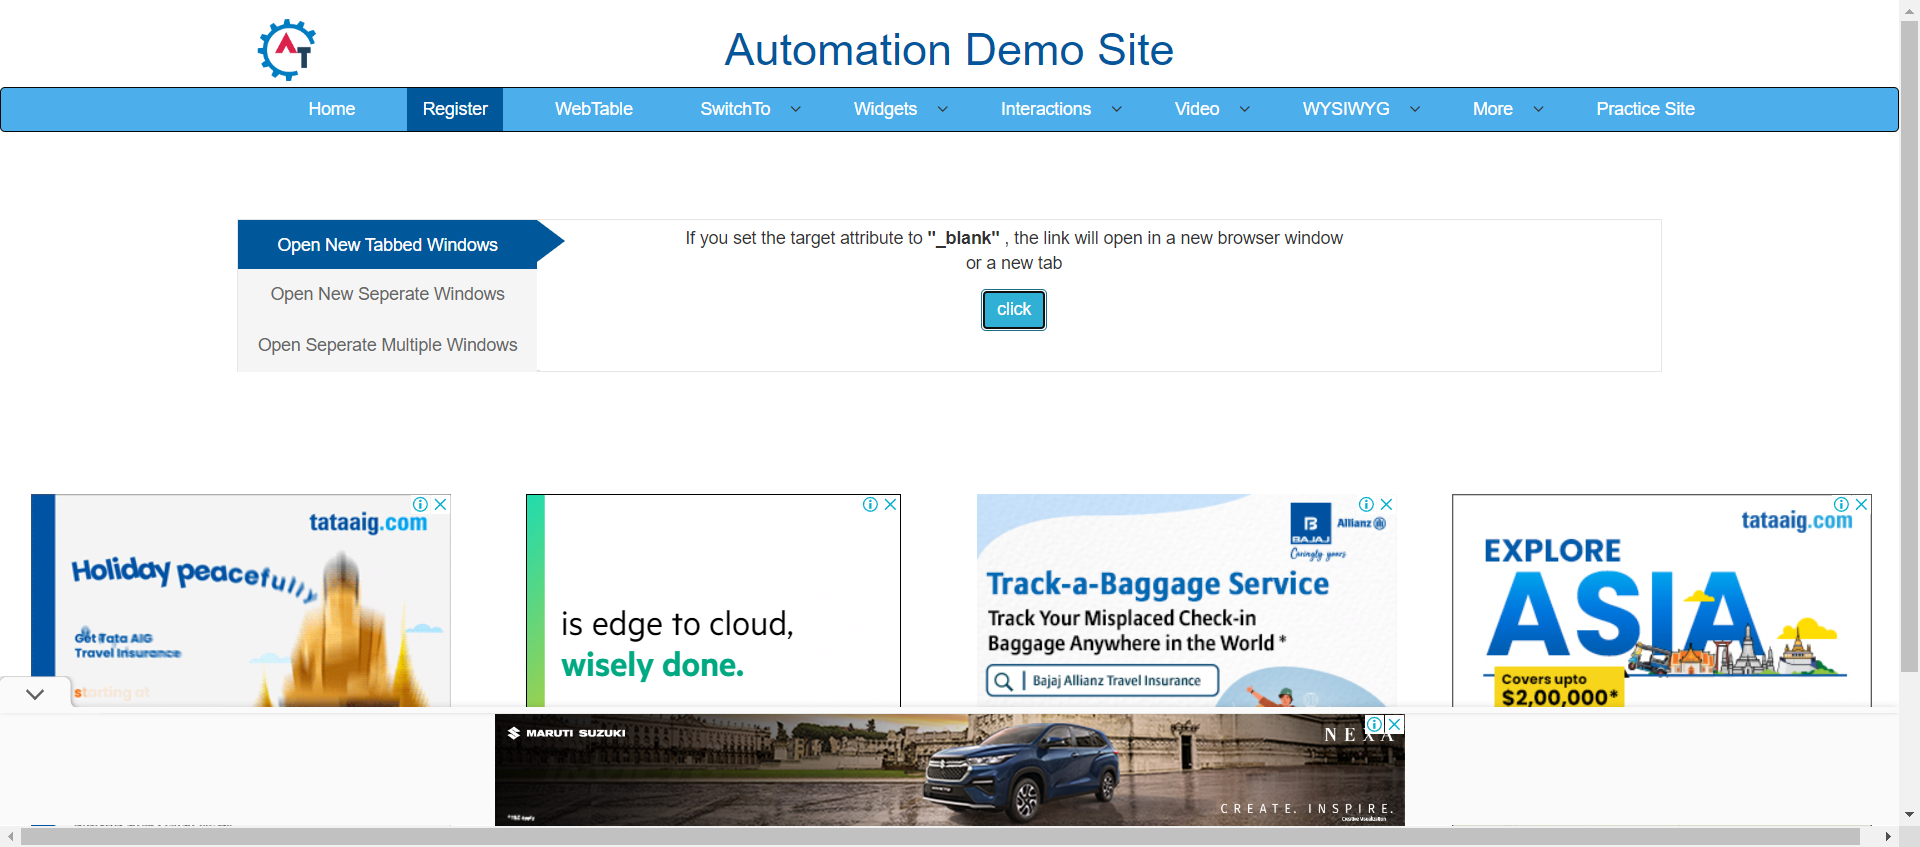 AT
Automation Demo Site
Home Register WebTable SwitchTo Widgets Interactions Video WYSIWYG More Practice Site
Open New Tabbed Windows
Open New Seperate Windows
Open Seperate Multiple Windows
If you set the target attribute to "_blank" , the link will open in a new browser window
or a new tab
click
tataaig.com
Holiday peacefully
Get Tata AIG
Travel Insurance
starting at
is edge to cloud,
wisely done.
B
BAJAJ
Allianz
Caringly yours
Track-a-Baggage Service
Track Your Misplaced Check-in
Baggage Anywhere in the World *
Bajaj Allianz Travel Insurance
tataaig.com
EXPLORE
ASIA
Covers upto
$2,00,000*
MARUTI SUZUKI
NEXA
CREATE. INSPIRE.
Creative visualization.